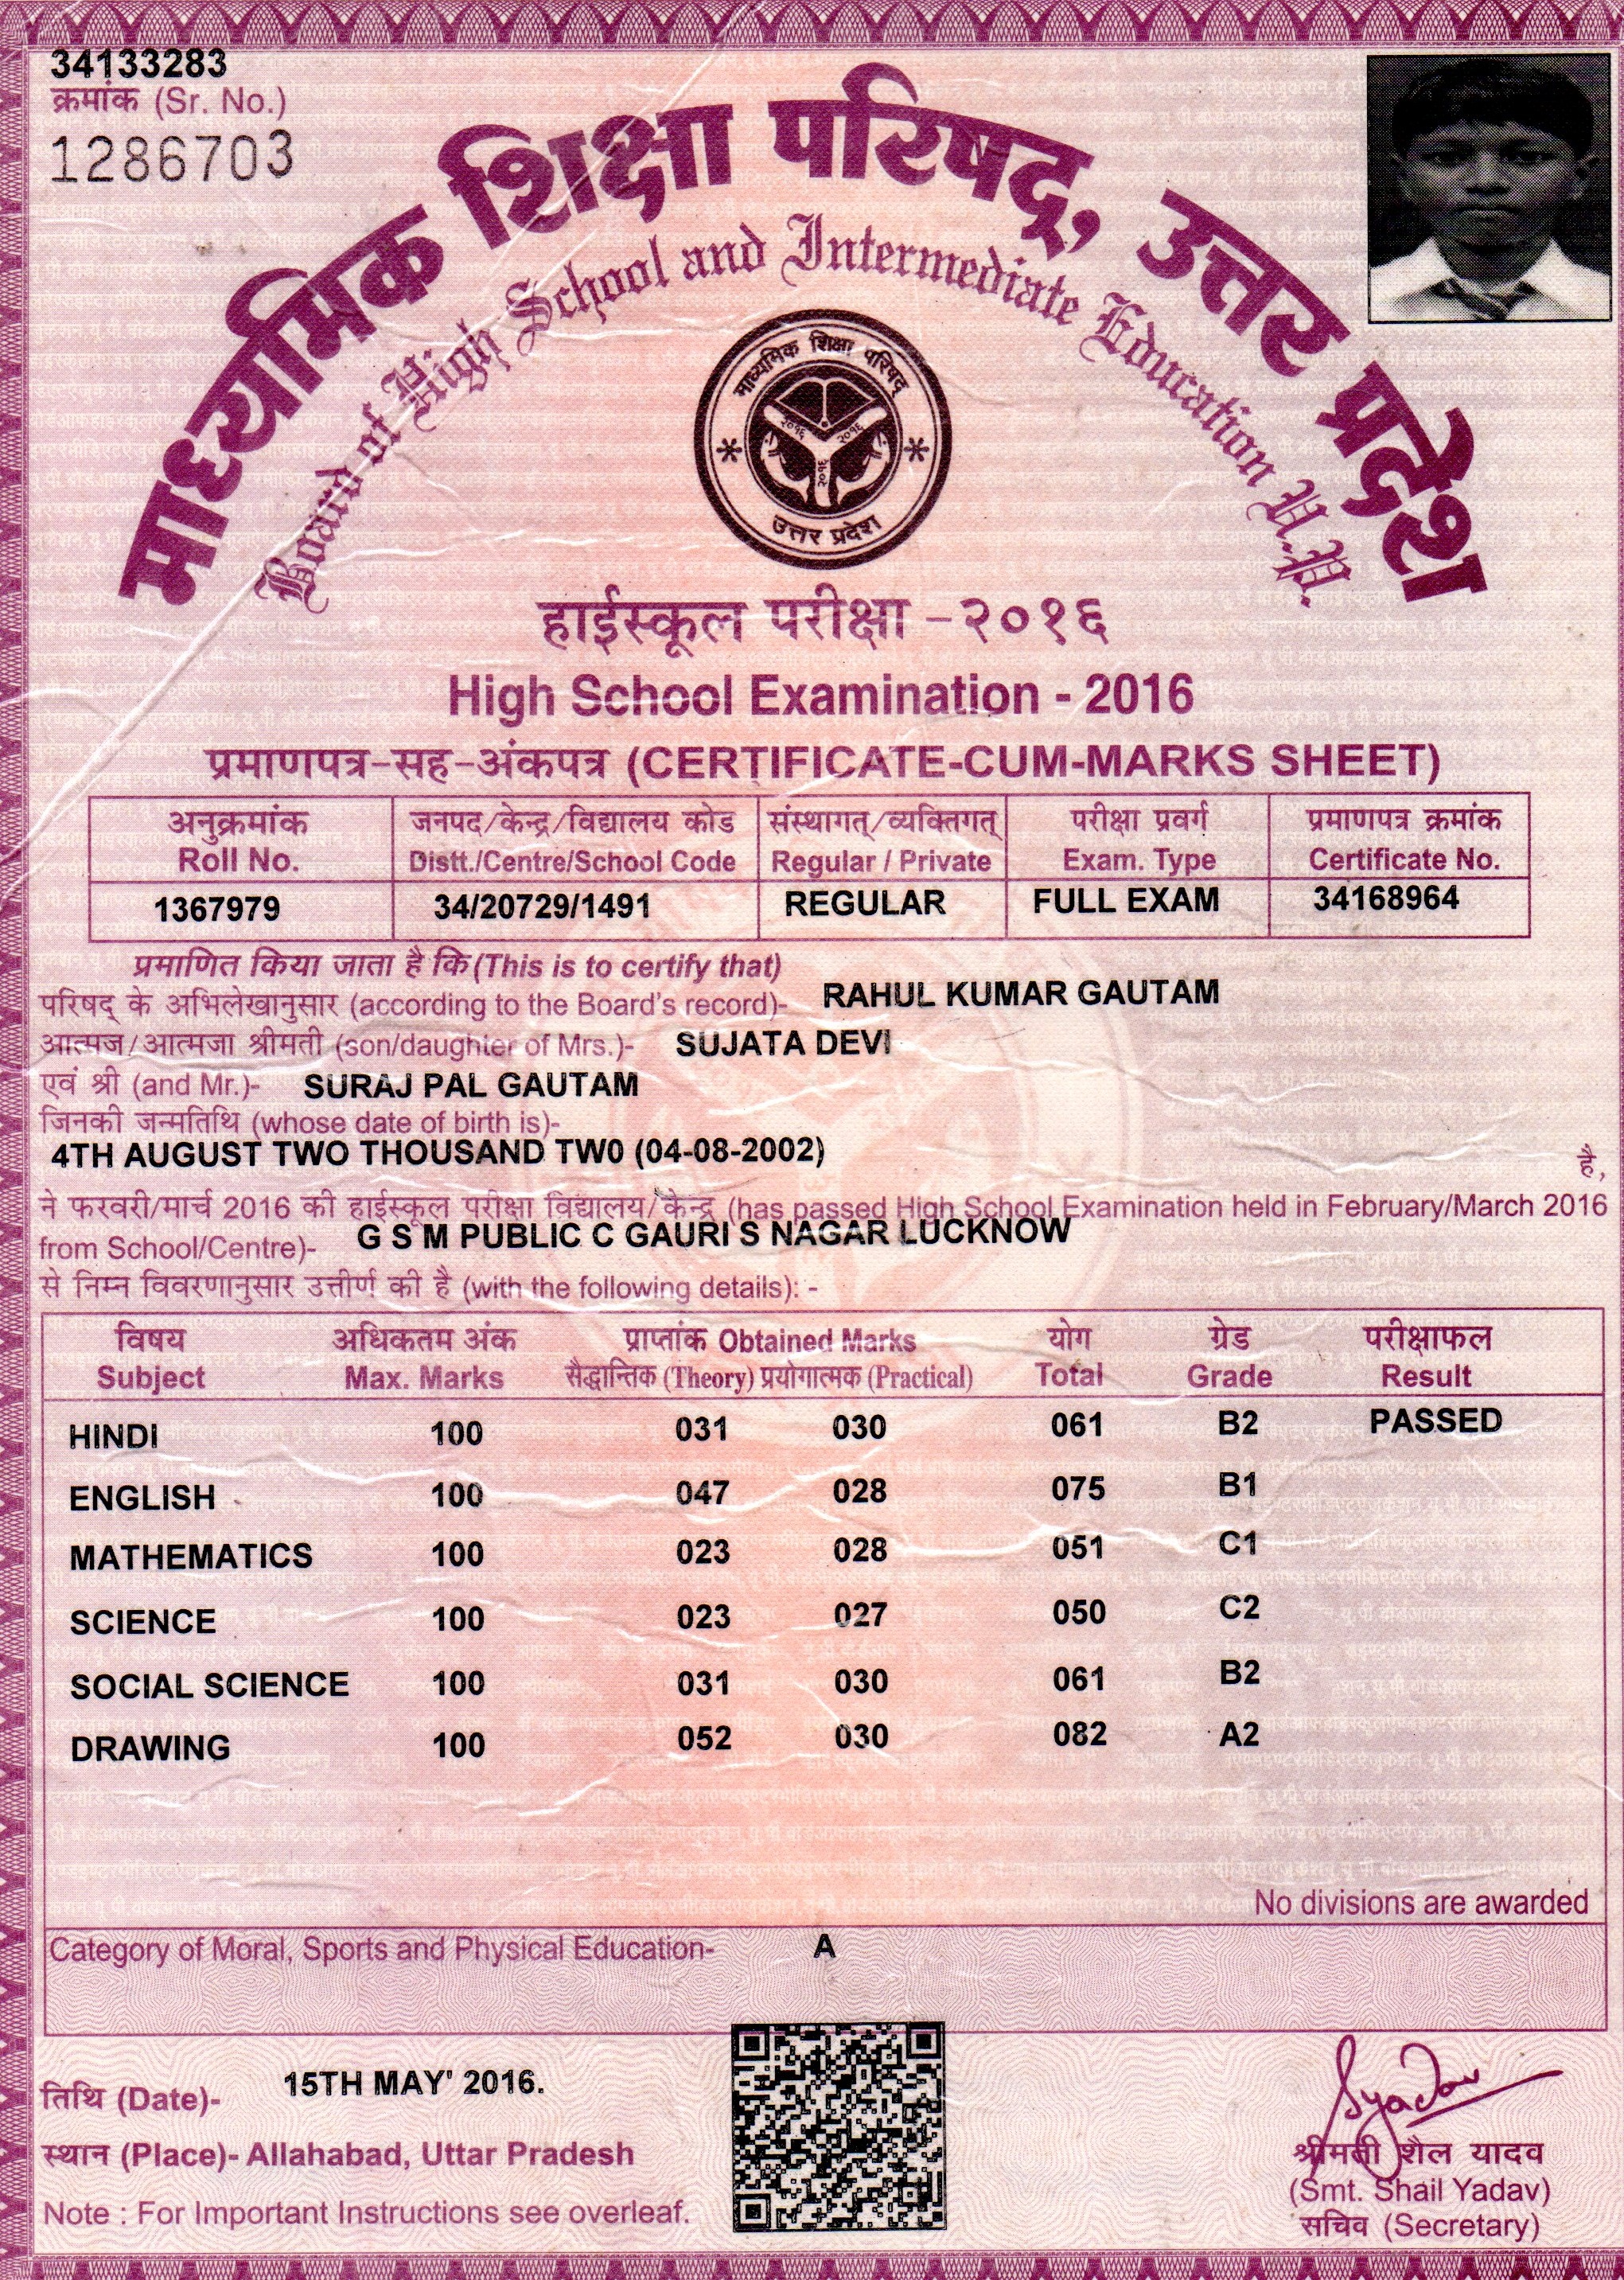 34133283
क्रमांक (Sr. No.)
1286703
माध्यमिक शिक्षा परिषद्, उत्तर प्रदेश
Board of High School and Intermediate Education U.P.
माध्यमिक शिक्षा परिषद्
२०१६ २०१६
२०१६
उत्तर प्रदेश
हाईस्कूल परीक्षा -२०१६
High School Examination - 2016
प्रमाणपत्र-सह-अंकपत्र (CERTIFICATE-CUM-MARKS SHEET)
अनुक्रमांक जनपद/केन्द्र/विद्यालय कोड संस्थागत्/व्यक्तिगत् परीक्षा प्रवर्ग प्रमाणपत्र क्रमांक
Roll No. Distt./Centre/School Code Regular / Private Exam. Type Certificate No.
1367979 34/20729/1491 REGULAR FULL EXAM 34168964
प्रमाणित किया जाता है कि (This is to certify that)
परिषद् के अभिलेखानुसार (according to the Board's record)- RAHUL KUMAR GAUTAM
आत्मज/आत्मजा श्रीमती (son/daughter of Mrs.)- SUJATA DEVI
एवं श्री (and Mr.)- SURAJ PAL GAUTAM
जिनकी जन्मतिथि (whose date of birth is)-
4TH AUGUST TWO THOUSAND TW0 (04-08-2002) है,
ने फरवरी/मार्च 2016 की हाईस्कूल परीक्षा विद्यालय/केन्द्र (has passed High School Examination held in February/March 2016
from School/Centre)- G S M PUBLIC C GAURI S NAGAR LUCKNOW
से निम्न विवरणानुसार उत्तीर्ण की है (with the following details): -
विषय अधिकतम अंक प्राप्तांक Obtained Marks योग ग्रेड परीक्षाफल
Subject Max. Marks सैद्धान्तिक (Theory) प्रयोगात्मक (Practical) Total Grade Result
HINDI 100 031 030 061 B2 PASSED
ENGLISH 100 047 028 075 B1
MATHEMATICS 100 023 028 051 C1
SCIENCE 100 023 027 050 C2
SOCIAL SCIENCE 100 031 030 061 B2
DRAWING 100 052 030 082 A2
No divisions are awarded
Category of Moral, Sports and Physical Education- A
तिथि (Date)- 15TH MAY' 2016.
स्थान (Place)- Allahabad, Uttar Pradesh
Note : For Important Instructions see overleaf.
Syadav
श्रीमती शैल यादव
(Smt. Shail Yadav)
सचिव (Secretary)